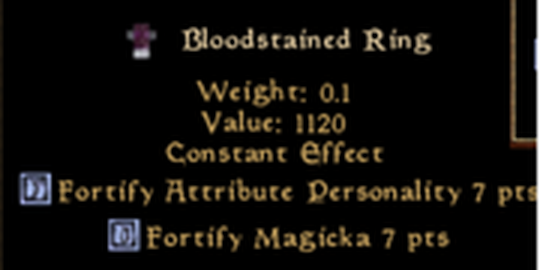 Bloodstained Ring
Weight: 0.1
Value: 1120
Constant Effect
Fortify Attribute Personality 7 pts
Fortify Magicka 7 pts